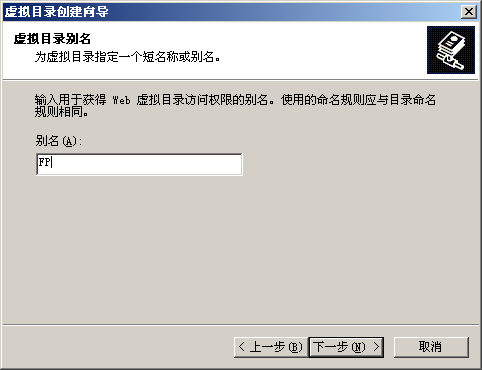 虚拟目录创建向导
虚拟目录别名
为虚拟目录指定一个短名称或别名。
输入用于获得 Web 虚拟目录访问权限的别名。使用的命名规则应与目录命名
规则相同。
别名(A):
FP
< 上一步(B) 下一步(N) > 取消